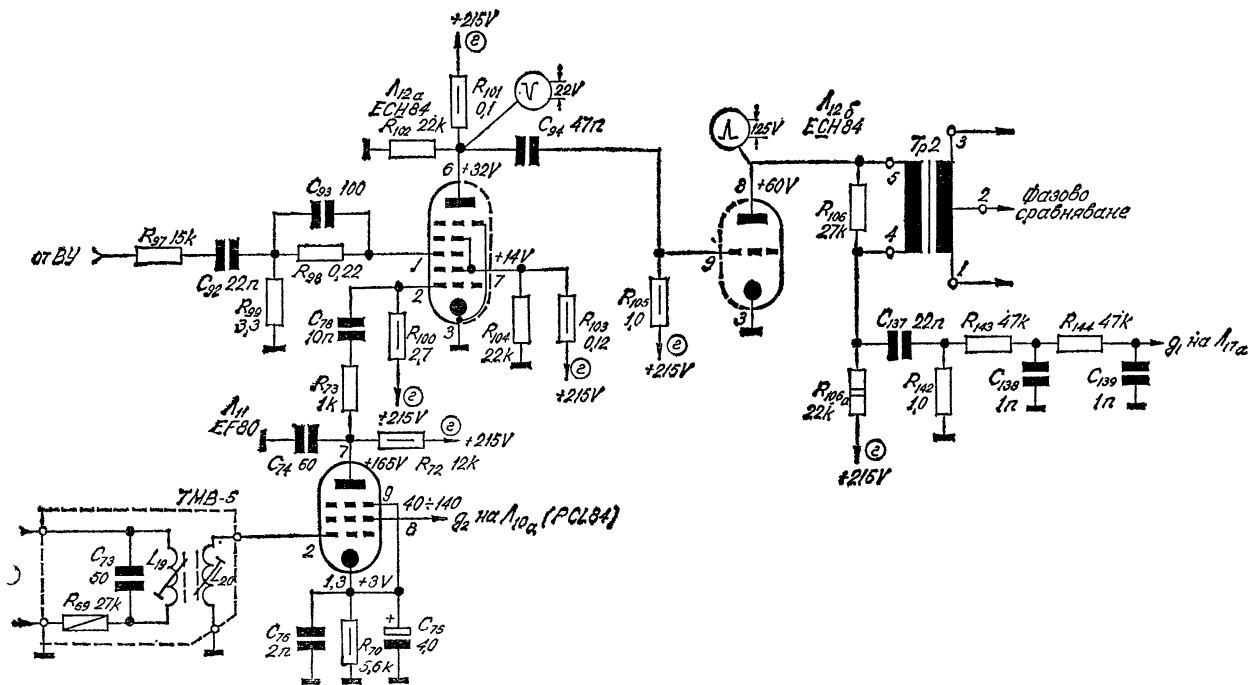 +215V
г
Л12а
ECH84
R102 22k
R101
0,1
V
22V
C94 47п
6 +32V
C93 100
R97 15k
от ВУ
C92 22п
R98 0,22
R99
3,3
1
2
3
+14V
7
C78
10п
R100
2,7
г
+215V
R104
22k
R103
0,12
г
+215V
R73
1k
Л11
EF80
C74 60
7
+165V
R72 12k
г
+215V
ТМВ-5
C73
50
L19
L20
R69 27k
2
9
40÷140
8
g2 на Л10а (PCL84)
1,3 +3V
C76
2п
R70
5,6k
+
C75
4,0
125V
Л12б
ECH84
8 +60V
9
3
R105
1,0
г
+215V
R106
27k
5
4
Тр2
3
2
1
Фазово
сравняване
C137 22п
R143 47k
R144 47k
g1 на Л17а
R106а
22k
г
+215V
R142
1,0
C138
1п
C139
1п